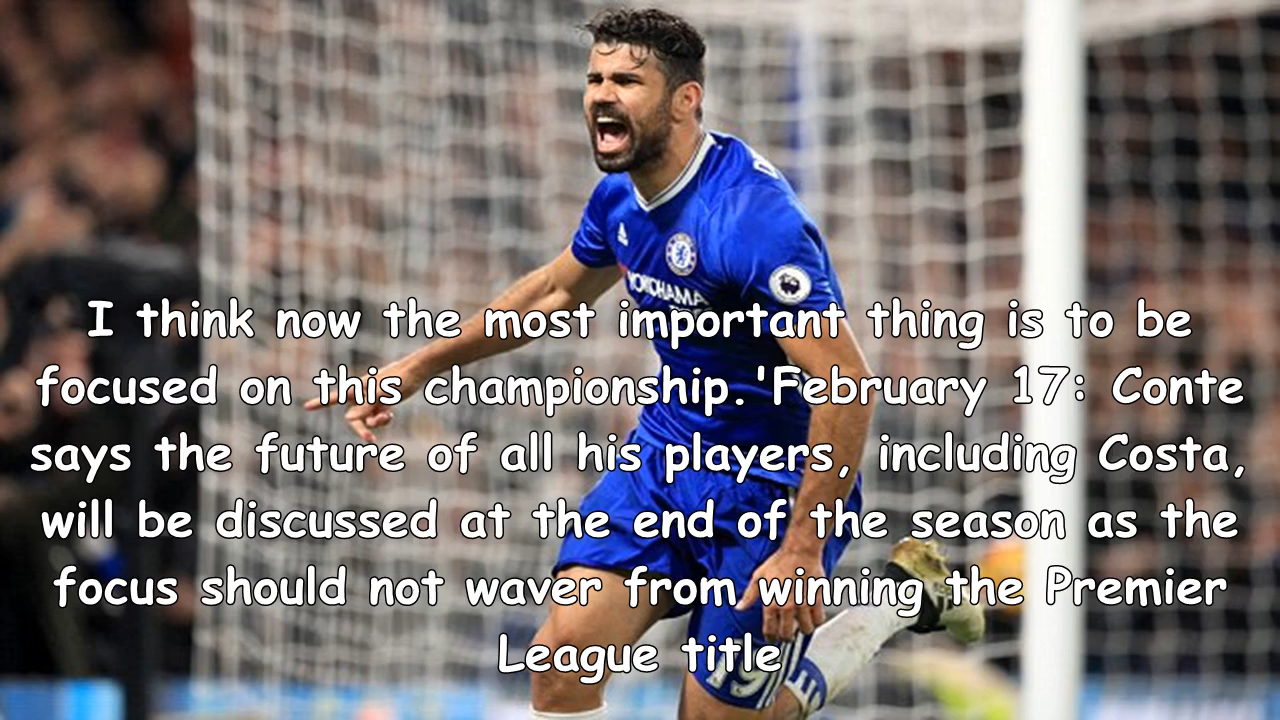 YOKOHAMA
I think now the most important thing is to be
focused on this championship.'February 17: Conte
says the future of all his players, including Costa,
will be discussed at the end of the season as the
focus should not waver from winning the Premier
League title
19